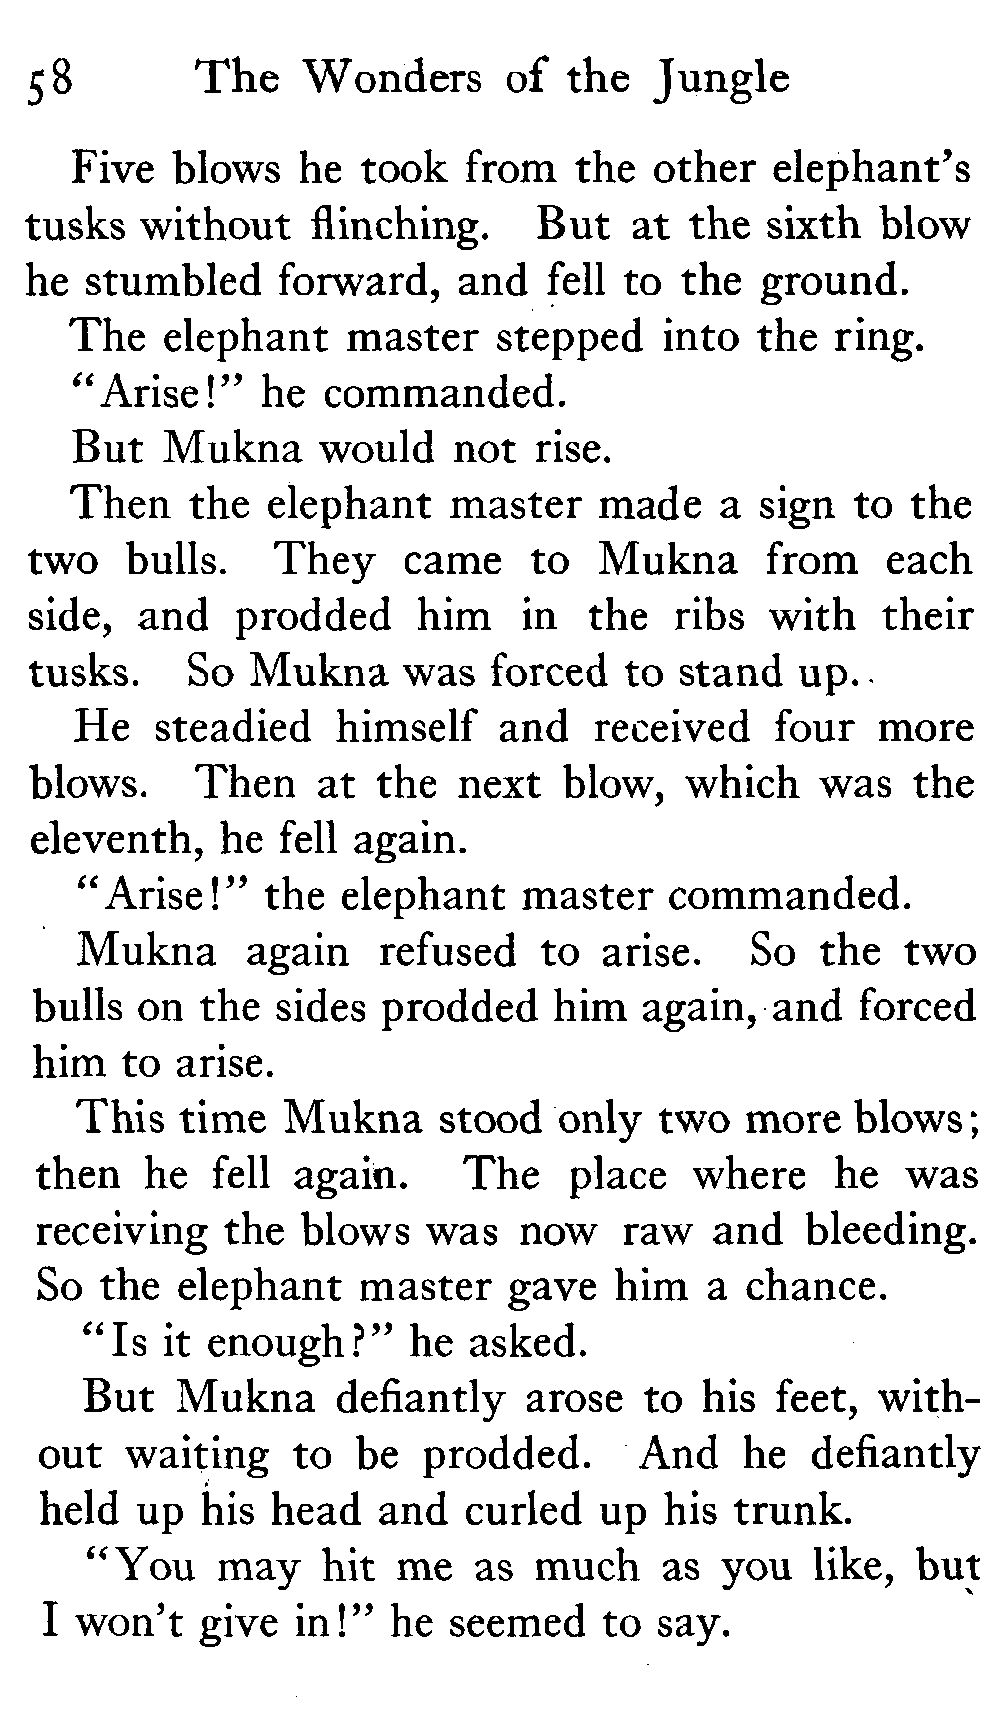 58 The Wonders of the Jungle
Five blows he took from the other elephant's
tusks without flinching. But at the sixth blow
he stumbled forward, and fell to the ground.
The elephant master stepped into the ring.
"Arise!" he commanded.
But Mukna would not rise.
Then the elephant master made a sign to the
two bulls. They came to Mukna from each
side, and prodded him in the ribs with their
tusks. So Mukna was forced to stand up.
He steadied himself and received four more
blows. Then at the next blow, which was the
eleventh, he fell again.
"Arise!" the elephant master commanded.
Mukna again refused to arise. So the two
bulls on the sides prodded him again, and forced
him to arise.
This time Mukna stood only two more blows;
then he fell again. The place where he was
receiving the blows was now raw and bleeding.
So the elephant master gave him a chance.
"Is it enough?" he asked.
But Mukna defiantly arose to his feet, with-
out waiting to be prodded. And he defiantly
held up his head and curled up his trunk.
"You may hit me as much as you like, but
I won't give in!" he seemed to say.